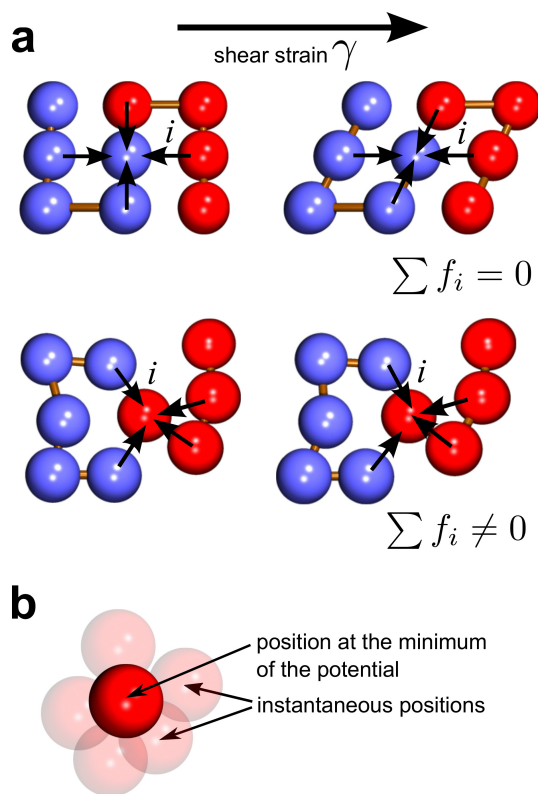 a
shear strain γ
i
i
∑ f_i = 0
i
i
∑ f_i ≠ 0
b
position at the minimum
of the potential
instantaneous positions